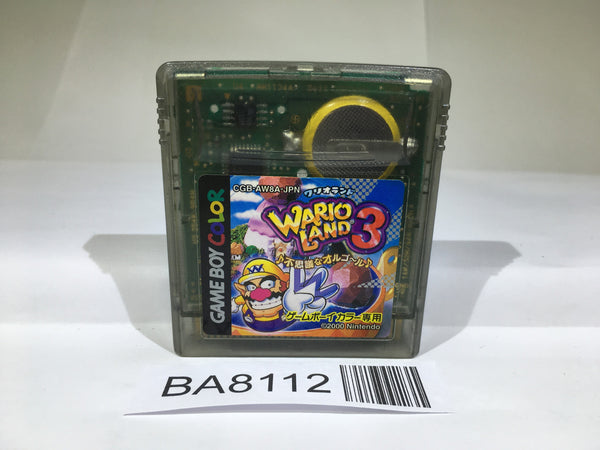 CGB-AW8A-JPN
ワリオランド
WARIO
LAND 3
♪不思議なオルゴール♪
GAME BOY COLOR
ゲームボーイカラー専用
©2000 Nintendo
BA8112